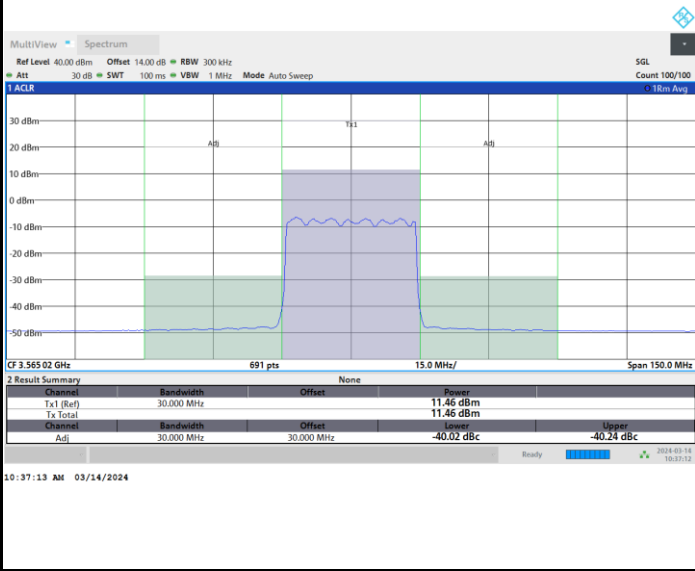 MultiView Spectrum
Ref Level 40.00 dBm Offset 14.00 dB RBW 300 kHz SGL
Att 30 dB SWT 100 ms VBW 1 MHz Mode Auto Sweep Count 100/100
1 ACLR 1Rm Avg
30 dBm
Tx1
20 dBm
Adj Adj
10 dBm
0 dBm
-10 dBm
-20 dBm
-30 dBm
-40 dBm
-50 dBm
CF 3.565 02 GHz 691 pts 15.0 MHz/ Span 150.0 MHz
2 Result Summary None
Channel Bandwidth Offset Power
Tx1 (Ref) 30.000 MHz 11.46 dBm
Tx Total 11.46 dBm
Channel Bandwidth Offset Lower Upper
Adj 30.000 MHz 30.000 MHz -40.02 dBc -40.24 dBc
Ready 2024-03-14
10:37:12
10:37:13 AM 03/14/2024